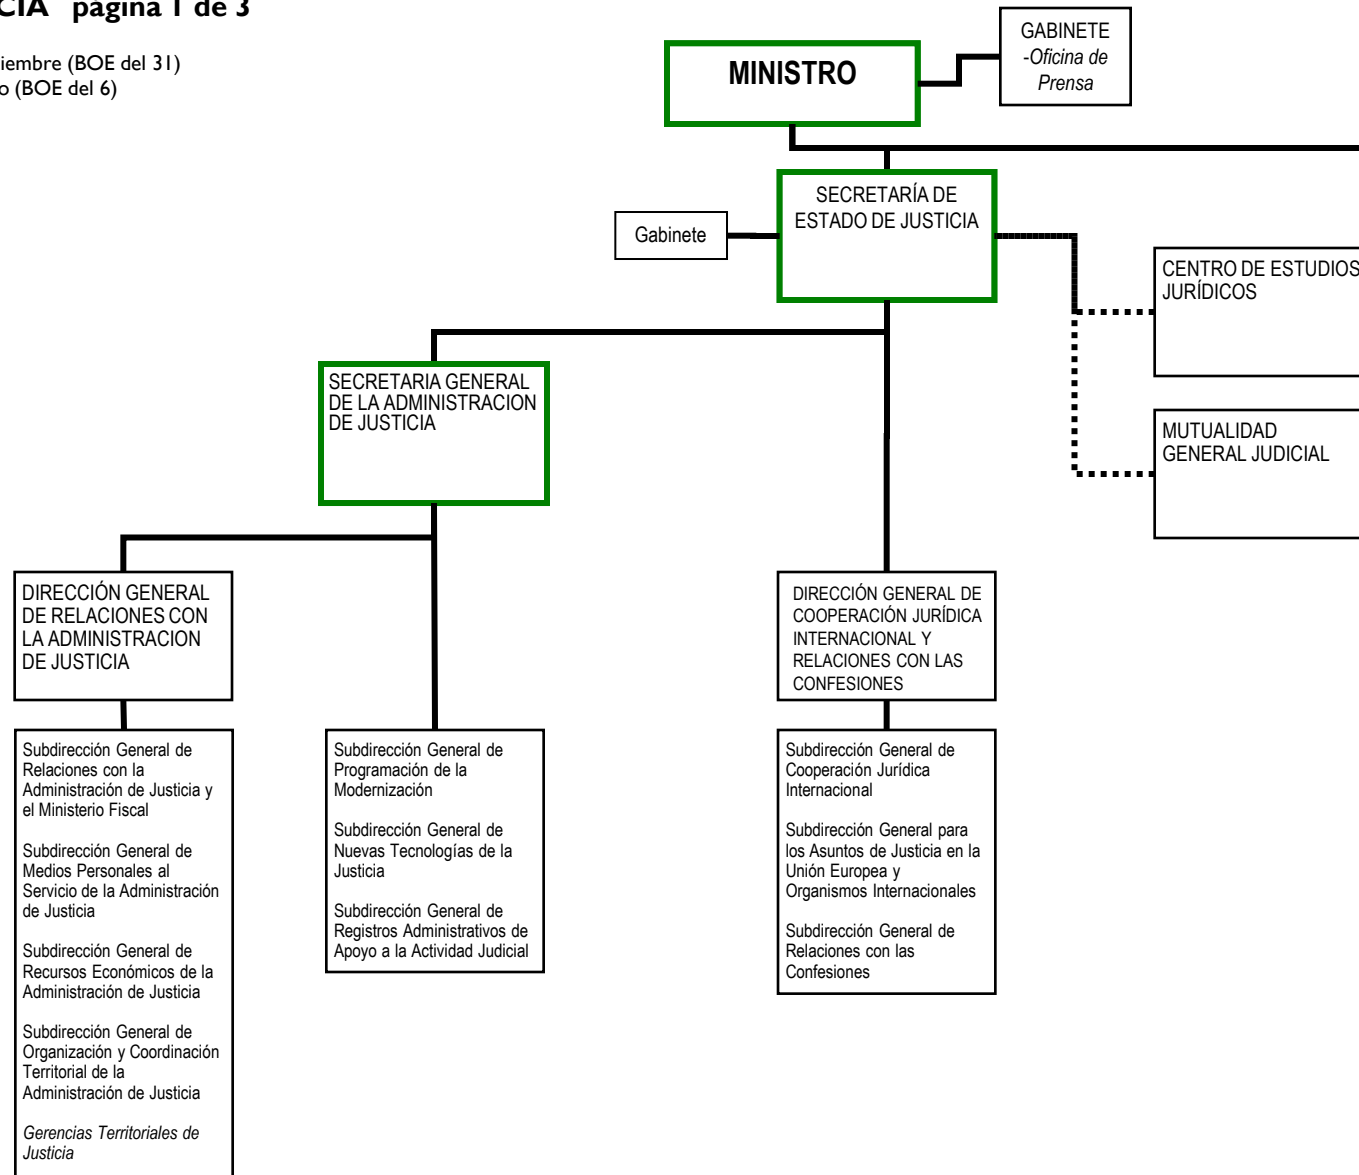 CIA página 1 de 3
iembre (BOE del 31)
o (BOE del 6)
MINISTRO
GABINETE
-Oficina de
Prensa
SECRETARÍA DE
ESTADO DE JUSTICIA
Gabinete
CENTRO DE ESTUDIOS
JURÍDICOS
MUTUALIDAD
GENERAL JUDICIAL
SECRETARIA GENERAL
DE LA ADMINISTRACION
DE JUSTICIA
DIRECCIÓN GENERAL
DE RELACIONES CON
LA ADMINISTRACION
DE JUSTICIA
DIRECCIÓN GENERAL DE
COOPERACIÓN JURÍDICA
INTERNACIONAL Y
RELACIONES CON LAS
CONFESIONES
Subdirección General de
Relaciones con la
Administración de Justicia y
el Ministerio Fiscal
Subdirección General de
Medios Personales al
Servicio de la Administración
de Justicia
Subdirección General de
Recursos Económicos de la
Administración de Justicia
Subdirección General de
Organización y Coordinación
Territorial de la
Administración de Justicia
Gerencias Territoriales de
Justicia
Subdirección General de
Programación de la
Modernización
Subdirección General de
Nuevas Tecnologías de la
Justicia
Subdirección General de
Registros Administrativos de
Apoyo a la Actividad Judicial
Subdirección General de
Cooperación Jurídica
Internacional
Subdirección General para
los Asuntos de Justicia en la
Unión Europea y
Organismos Internacionales
Subdirección General de
Relaciones con las
Confesiones